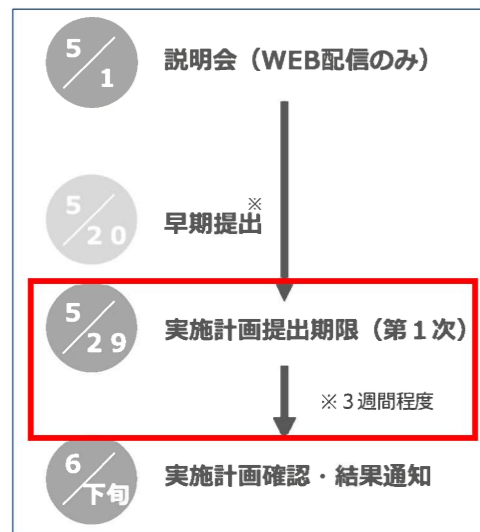 5/1 説明会（WEB配信のみ）
5/20 早期提出※
5/29 実施計画提出期限（第１次）
※３週間程度
6/下旬 実施計画確認・結果通知